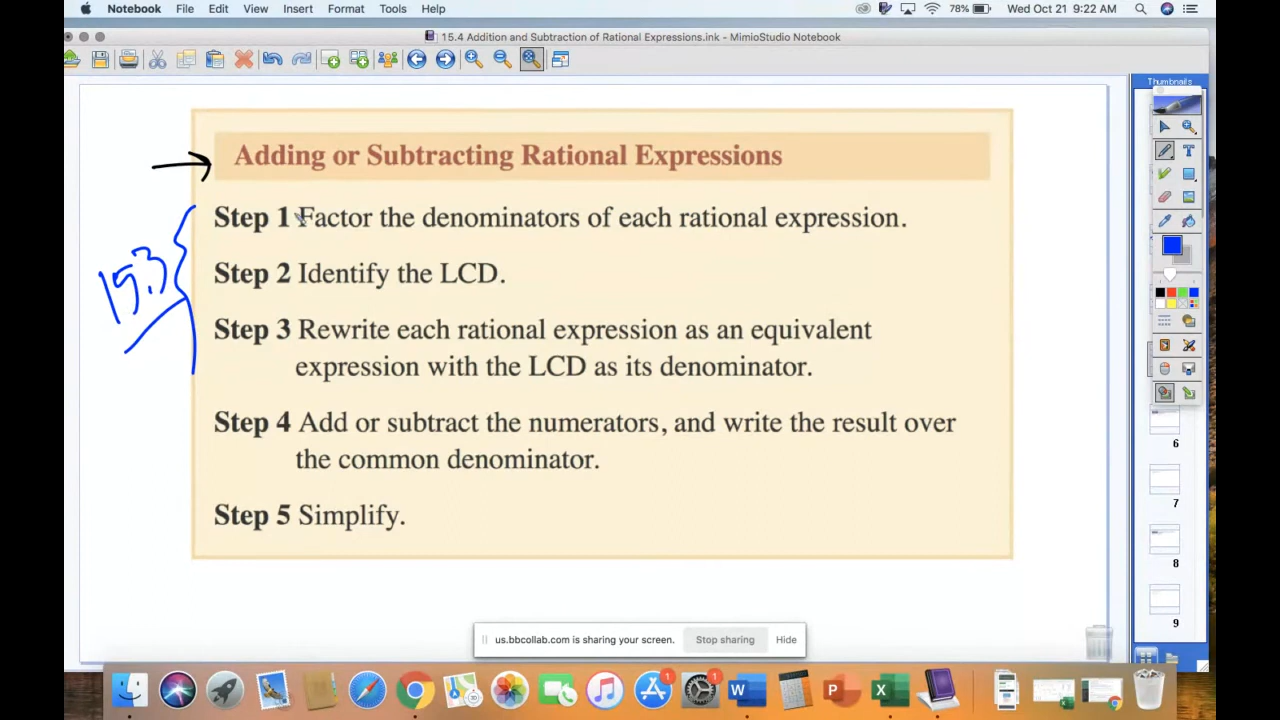 Notebook File Edit View Insert Format Tools Help 78% Wed Oct 21 9:22 AM
15.4 Addition and Subtraction of Rational Expressions.ink - MimioStudio Notebook
Thumbnails
Adding or Subtracting Rational Expressions
Step 1 Factor the denominators of each rational expression.
15.3
Step 2 Identify the LCD.
Step 3 Rewrite each rational expression as an equivalent
expression with the LCD as its denominator.
Step 4 Add or subtract the numerators, and write the result over
the common denominator.
Step 5 Simplify.
6
7
8
9
us.bbcollab.com is sharing your screen. Stop sharing Hide